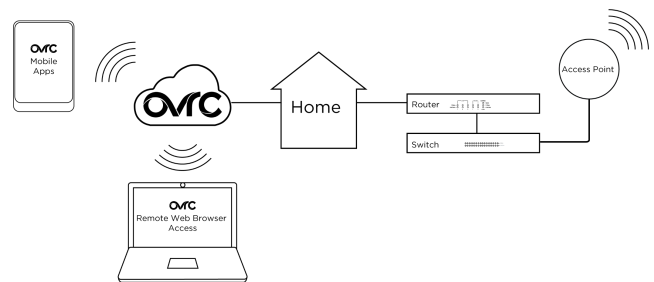 OvrC
Mobile
Apps
OvrC
Home
Router
Switch
Access Point
OvrC
Remote Web Browser
Access